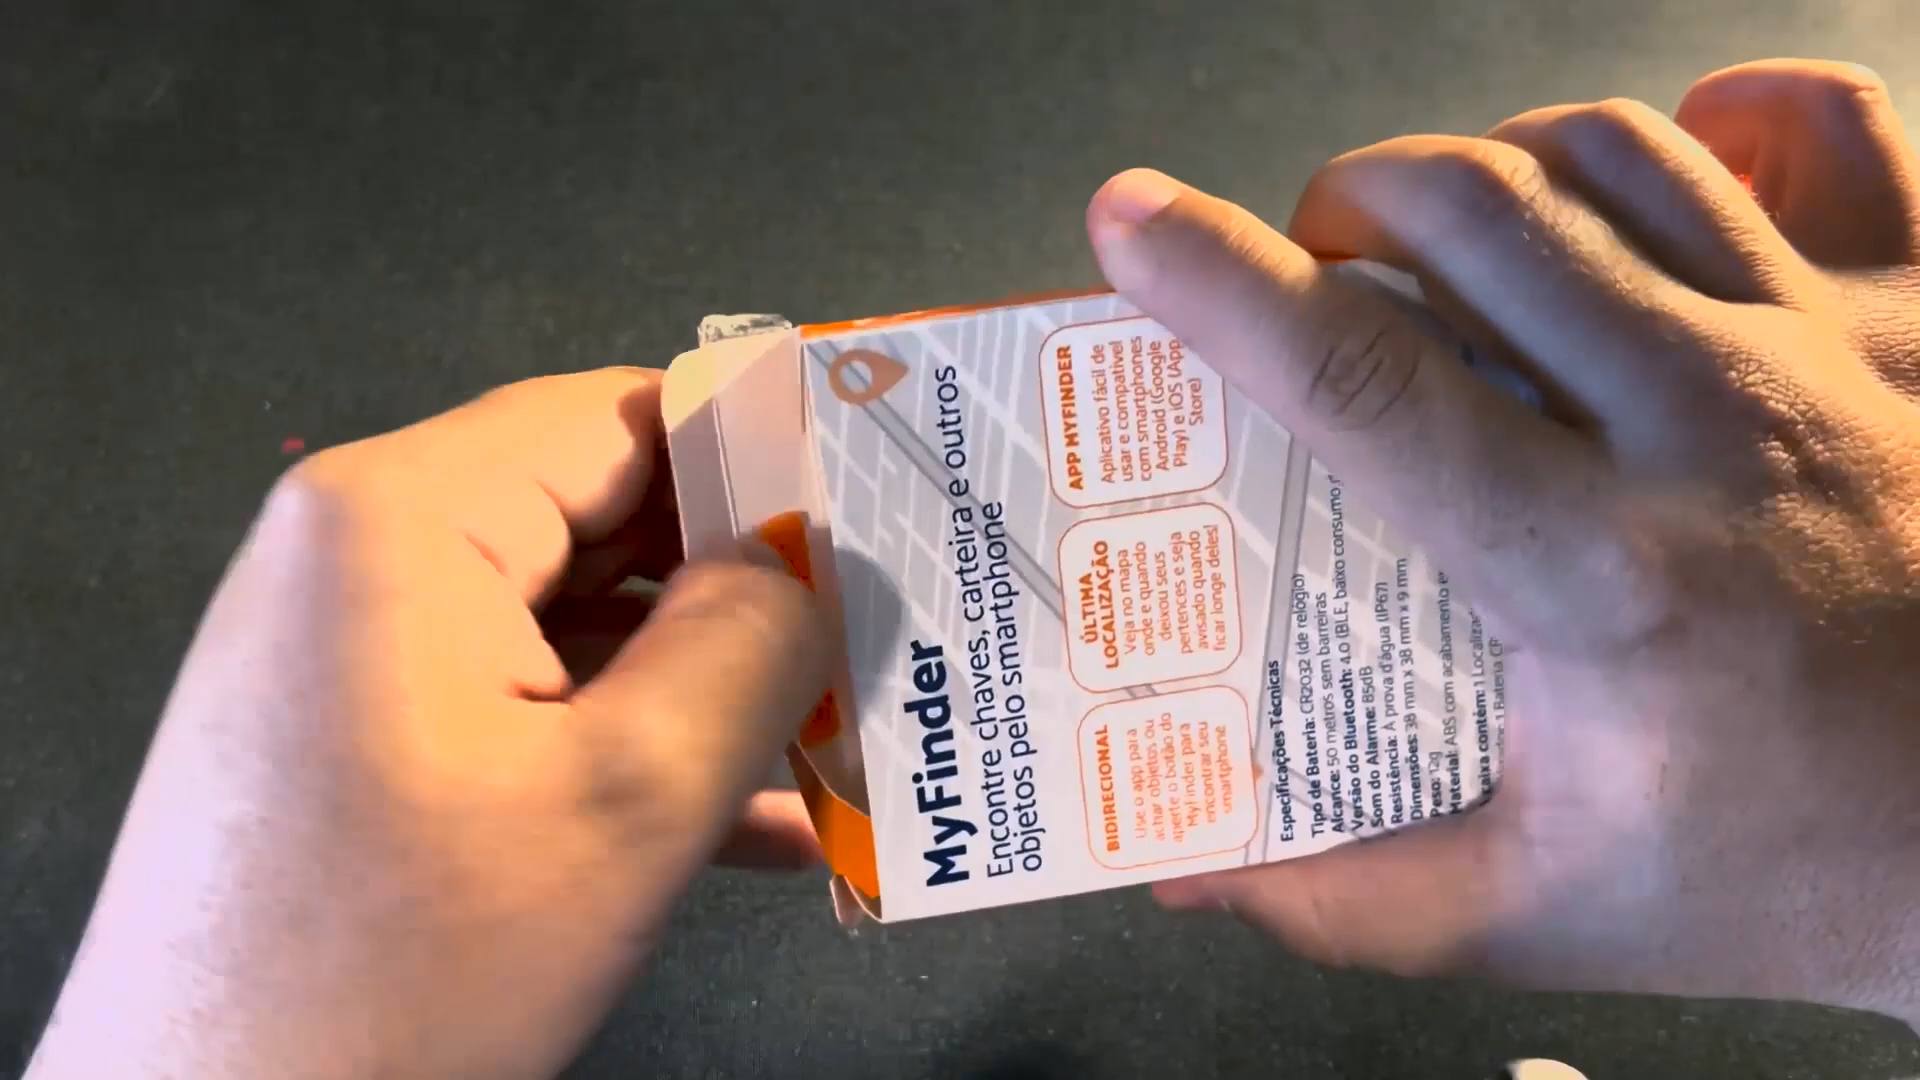 MyFinder
Encontre chaves, carteira e outros
objetos pelo smartphone
BIDIRECIONAL
Use o app para
achar objetos ou
aperte o botão do
MyFinder para
encontrar seu
smartphone
ÚLTIMA
LOCALIZAÇÃO
Veja no mapa
onde e quando
deixou seus
pertences e seja
avisado quando
ficar longe deles!
APP MYFINDER
Aplicativo fácil de
usar e compatível
com smartphones
Android (Google
Play) e iOS (App
Store)
Especificações Técnicas
Tipo de Bateria: CR2032 (de relógio)
Alcance: 50 metros sem barreiras
Versão do Bluetooth: 4.0 (BLE, baixo consumo
Som do Alarme: 85dB
Resistência: À prova d'água (IP67)
Dimensões: 38 mm x 38 mm x 9 mm
Peso: 12g
Material: ABS com acabamento
caixa contém: 1
1 Bateria